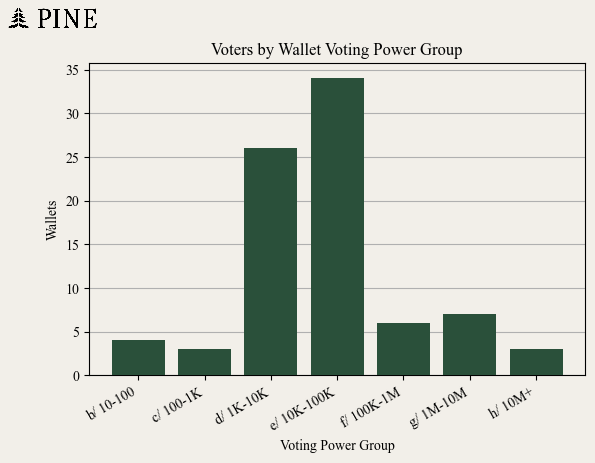 PINE
Voters by Wallet Voting Power Group
35
30
25
20
15
10
5
0
Wallets
b/ 10-100
c/ 100-1K
d/ 1K-10K
e/ 10K-100K
f/ 100K-1M
g/ 1M-10M
h/ 10M+
Voting Power Group